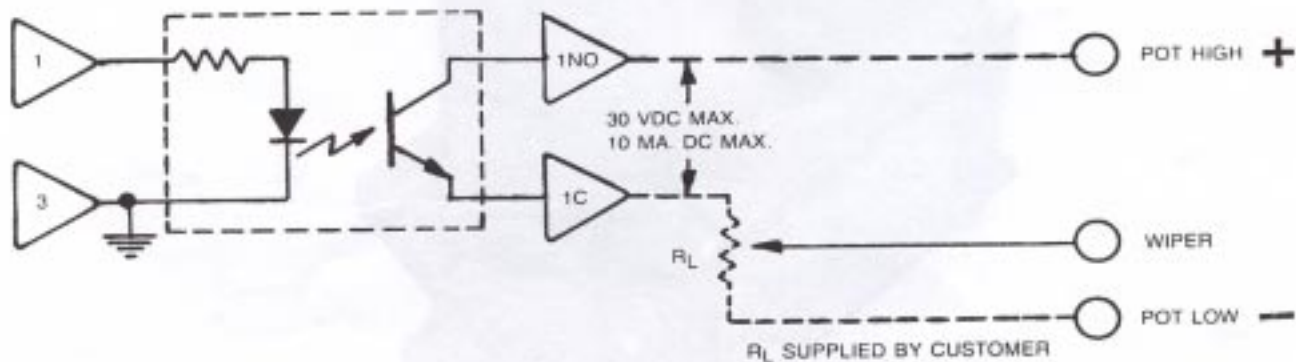 1
1NO
POT HIGH +
30 VDC MAX.
10 MA. DC MAX.
3
1C
RL
WIPER
POT LOW —
RL SUPPLIED BY CUSTOMER